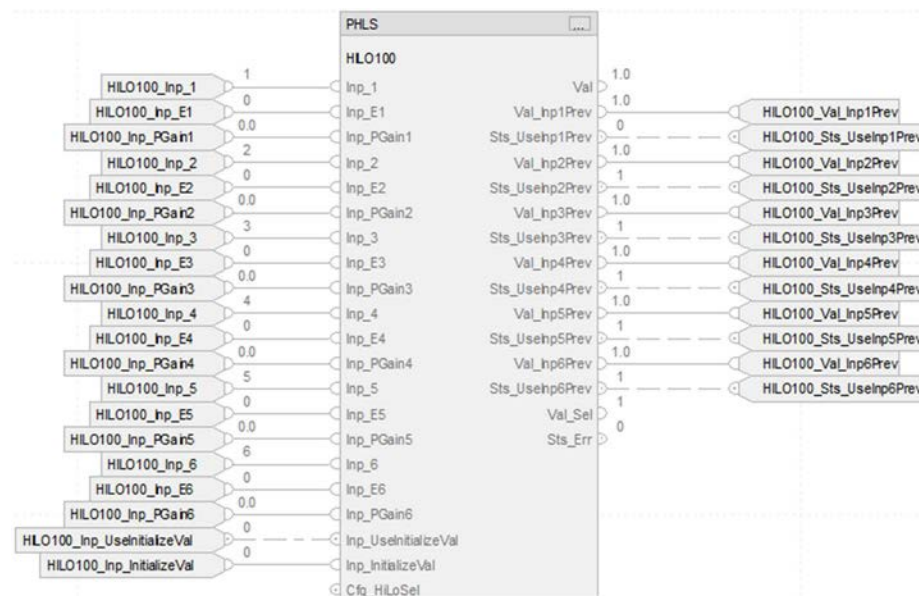 PHLS ...
HILO100
HILO100_Inp_1 1 Inp_1 Val 1.0
HILO100_Inp_E1 0 Inp_E1 Val_Inp1Prev 1.0 HILO100_Val_Inp1Prev
HILO100_Inp_PGain1 0.0 Inp_PGain1 Sts_UseInp1Prev 0 HILO100_Sts_UseInp1Prev
HILO100_Inp_2 2 Inp_2 Val_Inp2Prev 1.0 HILO100_Val_Inp2Prev
HILO100_Inp_E2 0 Inp_E2 Sts_UseInp2Prev 1 HILO100_Sts_UseInp2Prev
HILO100_Inp_PGain2 0.0 Inp_PGain2 Val_Inp3Prev 1.0 HILO100_Val_Inp3Prev
HILO100_Inp_3 3 Inp_3 Sts_UseInp3Prev 1 HILO100_Sts_UseInp3Prev
HILO100_Inp_E3 0 Inp_E3 Val_Inp4Prev 1.0 HILO100_Val_Inp4Prev
HILO100_Inp_PGain3 0.0 Inp_PGain3 Sts_UseInp4Prev 1 HILO100_Sts_UseInp4Prev
HILO100_Inp_4 4 Inp_4 Val_Inp5Prev 1.0 HILO100_Val_Inp5Prev
HILO100_Inp_E4 0 Inp_E4 Sts_UseInp5Prev 1 HILO100_Sts_UseInp5Prev
HILO100_Inp_PGain4 0.0 Inp_PGain4 Val_Inp6Prev 1.0 HILO100_Val_Inp6Prev
HILO100_Inp_5 5 Inp_5 Sts_UseInp6Prev 1 HILO100_Sts_UseInp6Prev
HILO100_Inp_E5 0 Inp_E5 Val_Sel 1
HILO100_Inp_PGain5 0.0 Inp_PGain5 Sts_Err 0
HILO100_Inp_6 6 Inp_6
HILO100_Inp_E6 0 Inp_E6
HILO100_Inp_PGain6 0.0 Inp_PGain6
HILO100_Inp_UseInitializeVal 0 Inp_UseInitializeVal
HILO100_Inp_InitializeVal 0 Inp_InitializeVal
Cfg_HiLoSel